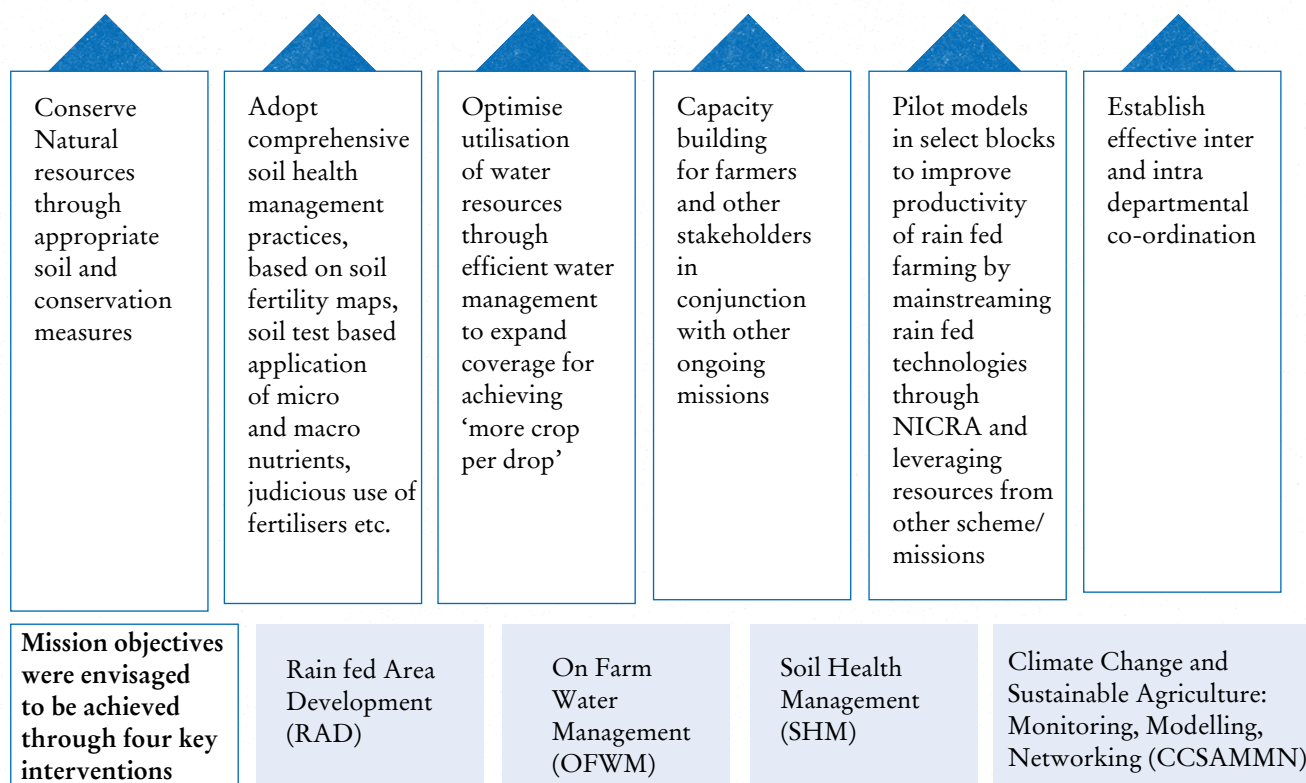 Conserve
Natural
resources
through
appropriate
soil and
conservation
measures
Adopt
comprehensive
soil health
management
practices,
based on soil
fertility maps,
soil test based
application
of micro
and macro
nutrients,
judicious use of
fertilisers etc.
Optimise
utilisation
of water
resources
through
efficient water
management
to expand
coverage for
achieving
‘more crop
per drop’
Capacity
building
for farmers
and other
stakeholders
in
conjunction
with other
ongoing
missions
Pilot models
in select blocks
to improve
productivity
of rain fed
farming by
mainstreaming
rain fed
technologies
through
NICRA and
leveraging
resources from
other scheme/
missions
Establish
effective inter
and intra
departmental
co-ordination
Mission objectives
were envisaged
to be achieved
through four key
interventions
Rain fed Area
Development
(RAD)
On Farm
Water
Management
(OFWM)
Soil Health
Management
(SHM)
Climate Change and
Sustainable Agriculture:
Monitoring, Modelling,
Networking (CCSAMMN)